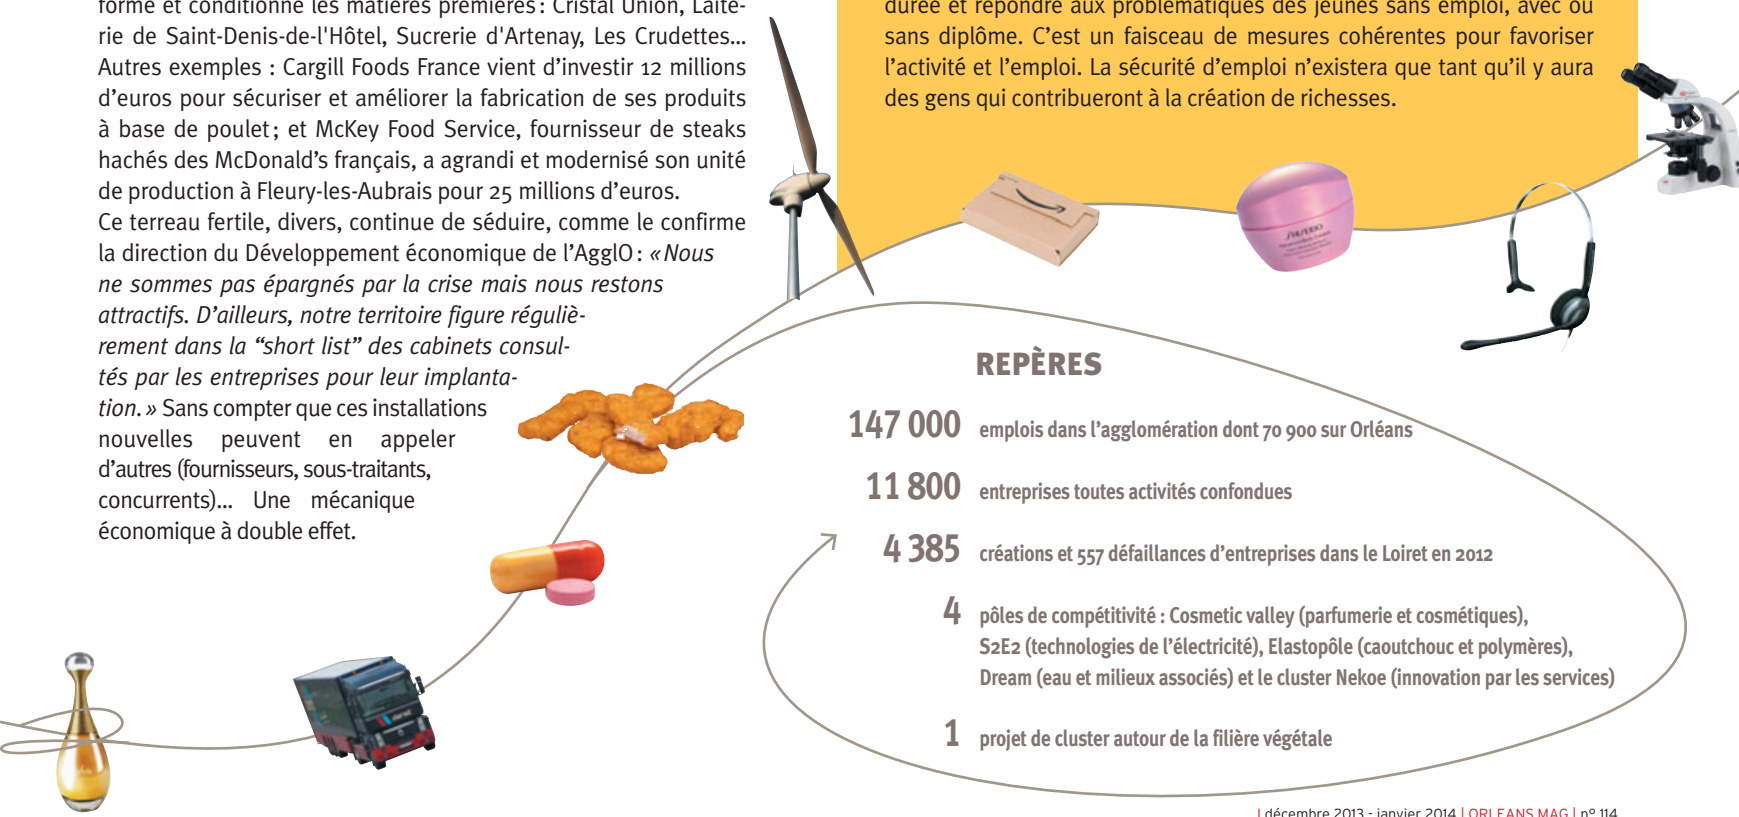 forme et conditionne les matières premières : Cristal Union, Laite-
rie de Saint-Denis-de-l'Hôtel, Sucrerie d'Artenay, Les Crudettes...
Autres exemples : Cargill Foods France vient d’investir 12 millions
d’euros pour sécuriser et améliorer la fabrication de ses produits
à base de poulet ; et McKey Food Service, fournisseur de steaks
hachés des McDonald’s français, a agrandi et modernisé son unité
de production à Fleury-les-Aubrais pour 25 millions d’euros.
Ce terreau fertile, divers, continue de séduire, comme le confirme
la direction du Développement économique de l’AgglO : « Nous
ne sommes pas épargnés par la crise mais nous restons
attractifs. D’ailleurs, notre territoire figure réguliè-
rement dans la “short list” des cabinets consul-
tés par les entreprises pour leur implanta-
tion. » Sans compter que ces installations
nouvelles peuvent en appeler
d’autres (fournisseurs, sous-traitants,
concurrents)... Une mécanique
économique à double effet.
durée et répondre aux problématiques des jeunes sans emploi, avec ou
sans diplôme. C’est un faisceau de mesures cohérentes pour favoriser
l’activité et l’emploi. La sécurité d’emploi n’existera que tant qu’il y aura
des gens qui contribueront à la création de richesses.
SHISEIDO
REPÈRES
147 000 emplois dans l’agglomération dont 70 900 sur Orléans
11 800 entreprises toutes activités confondues
4 385 créations et 557 défaillances d’entreprises dans le Loiret en 2012
4 pôles de compétitivité : Cosmetic valley (parfumerie et cosmétiques),
S2E2 (technologies de l’électricité), Elastopôle (caoutchouc et polymères),
Dream (eau et milieux associés) et le cluster Nekoe (innovation par les services)
1 projet de cluster autour de la filière végétale
| décembre 2013 - janvier 2014 | ORLEANS MAG | n° 114